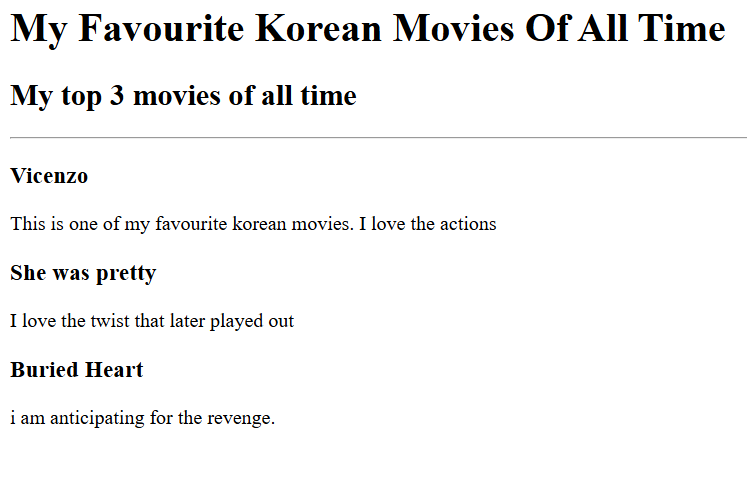 My Favourite Korean Movies Of All Time
My top 3 movies of all time
Vicenzo
This is one of my favourite korean movies. I love the actions
She was pretty
I love the twist that later played out
Buried Heart
i am anticipating for the revenge.